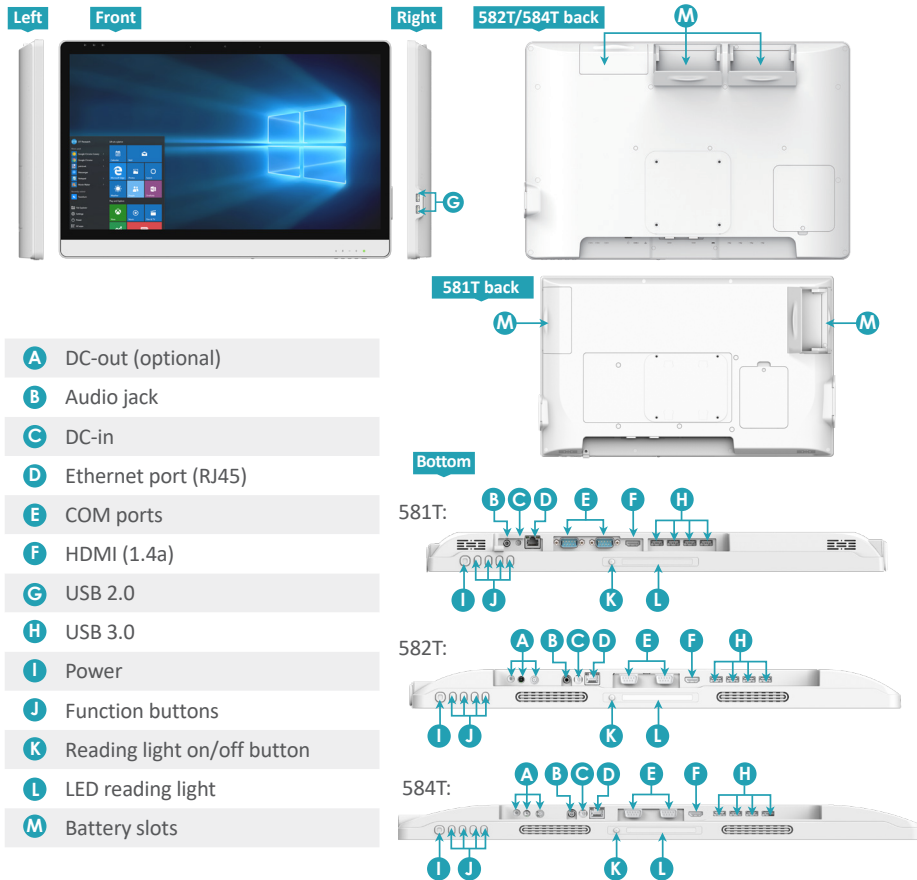 Left
Front
Right
582T/584T back
M
G
581T back
M
M
A DC-out (optional)
B Audio jack
C DC-in
D Ethernet port (RJ45)
E COM ports
F HDMI (1.4a)
G USB 2.0
H USB 3.0
I Power
J Function buttons
K Reading light on/off button
L LED reading light
M Battery slots
Bottom
581T:
B C D E F H
I J K L
582T:
A B C D E F H
I J K L
584T:
A B C D E F H
I J K L